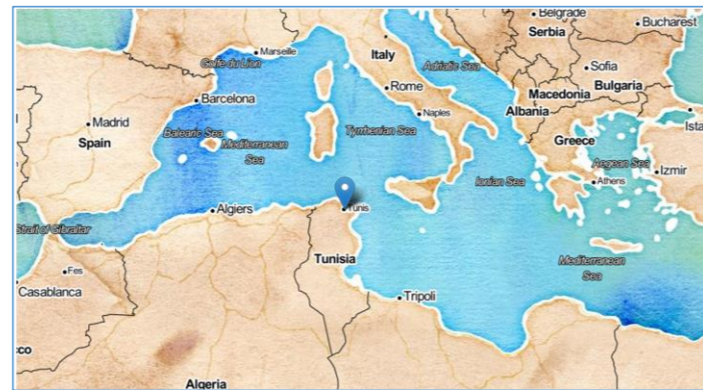 Belgrade
Bucharest
Serbia
Marseille
Golfe du Lion
Italy
Adriatic Sea
Sofia
Rome
Bulgaria
Macedonia
Barcelona
Albania
Naples
Madrid
Balearic Sea
Tyrrhenian Sea
Ista
Spain
Mediterranean
Sea
Greece
Aegean Sea
Izmir
Ionian Sea
Athens
Tunis
Algiers
Strait of Gibraltar
Tunisia
Mediterranean
Sea
Fes
Casablanca
Tripoli
cco
Algeria